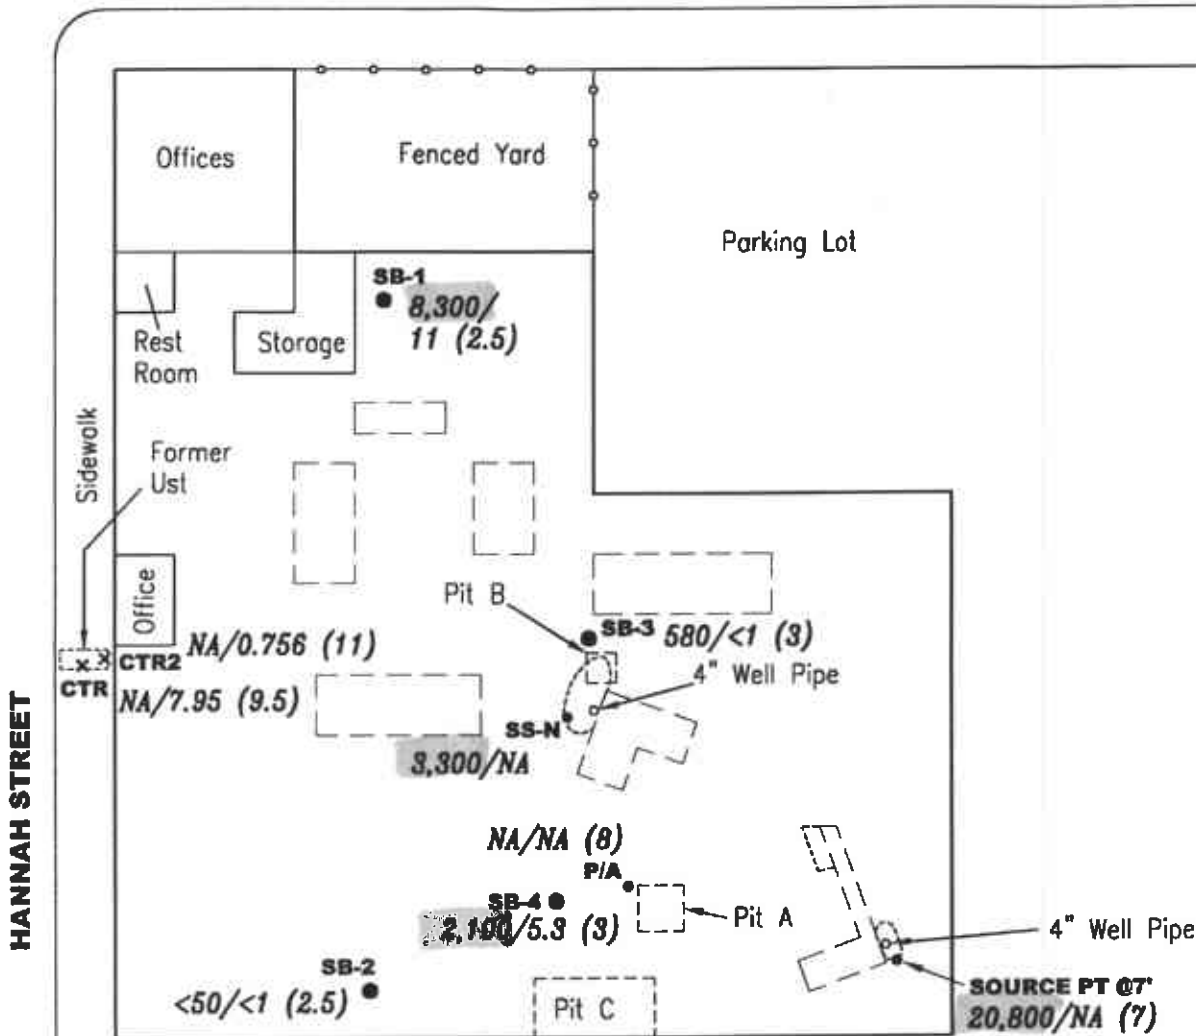 Offices
Fenced Yard
Parking Lot
SB-1
8,300/
11 (2.5)
Rest
Room
Storage
Sidewalk
Former
Ust
Office
Pit B
SB-3 580/<1 (3)
NA/0.756 (11)
CTR2
CTR
NA/7.95 (9.5)
4" Well Pipe
SS-N
3,300/NA
HANNAH STREET
NA/NA (8)
P/A
SB-4
2,100/5.3 (3)
Pit A
4" Well Pipe
SB-2
<50/<1 (2.5)
Pit C
SOURCE PT @7'
20,800/NA (7)